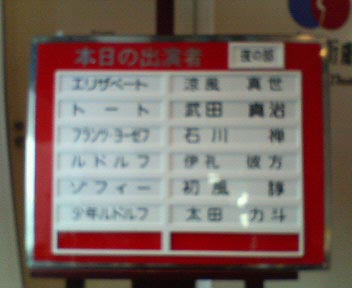 本日の出演者 夜の部
エリザベート 涼風 真世
トート 武田 真治
フランツ・ヨーゼフ 石川 禅
ルドルフ 伊礼 彼方
ゾフィー 初風 諄
少年ルドルフ 太田 力斗